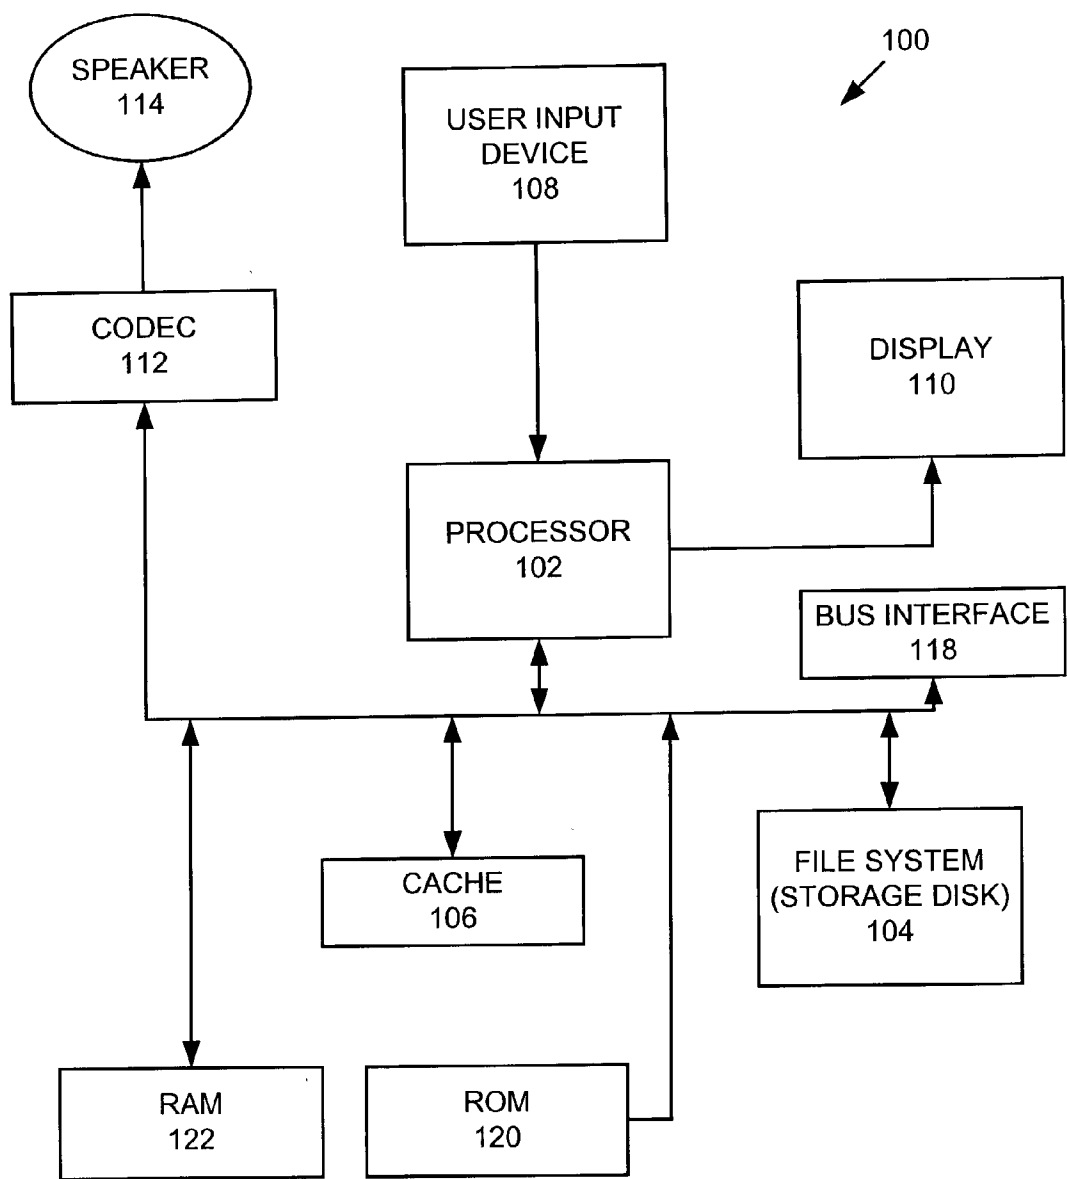 100
SPEAKER
114
USER INPUT
DEVICE
108
CODEC
112
DISPLAY
110
PROCESSOR
102
BUS INTERFACE
118
CACHE
106
FILE SYSTEM
(STORAGE DISK)
104
RAM
122
ROM
120